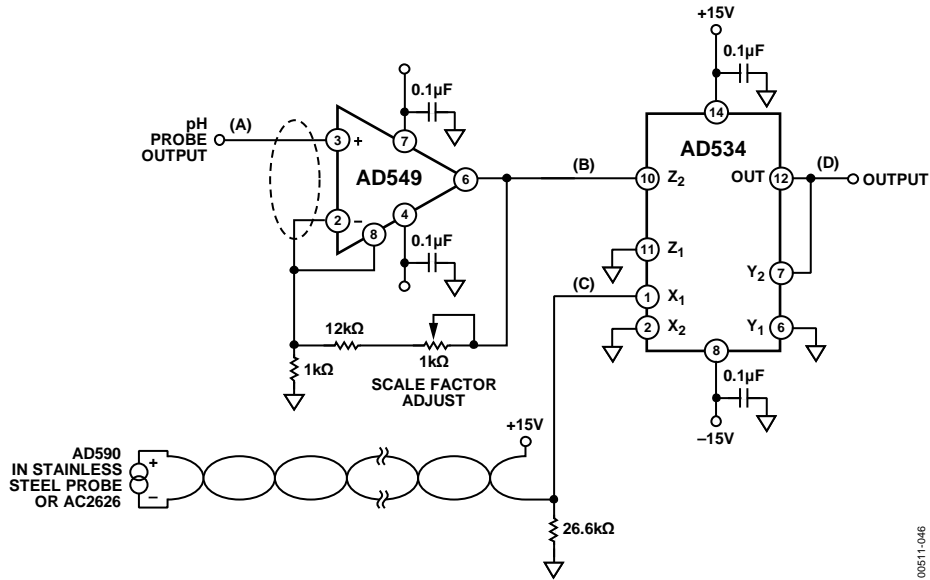 +15V
0.1µF
0.1µF
pH
PROBE
OUTPUT
(A)
3
+
7
AD549
6
2
–
8
4
0.1µF
(B)
14
AD534
10
Z2
OUT
12
(D)
OUTPUT
11
Z1
Y2
7
(C)
1
X1
2
X2
Y1
6
8
0.1µF
–15V
12kΩ
1kΩ
1kΩ
SCALE FACTOR
ADJUST
+15V
AD590
IN STAINLESS
STEEL PROBE
OR AC2626
+
–
26.6kΩ
00511-046